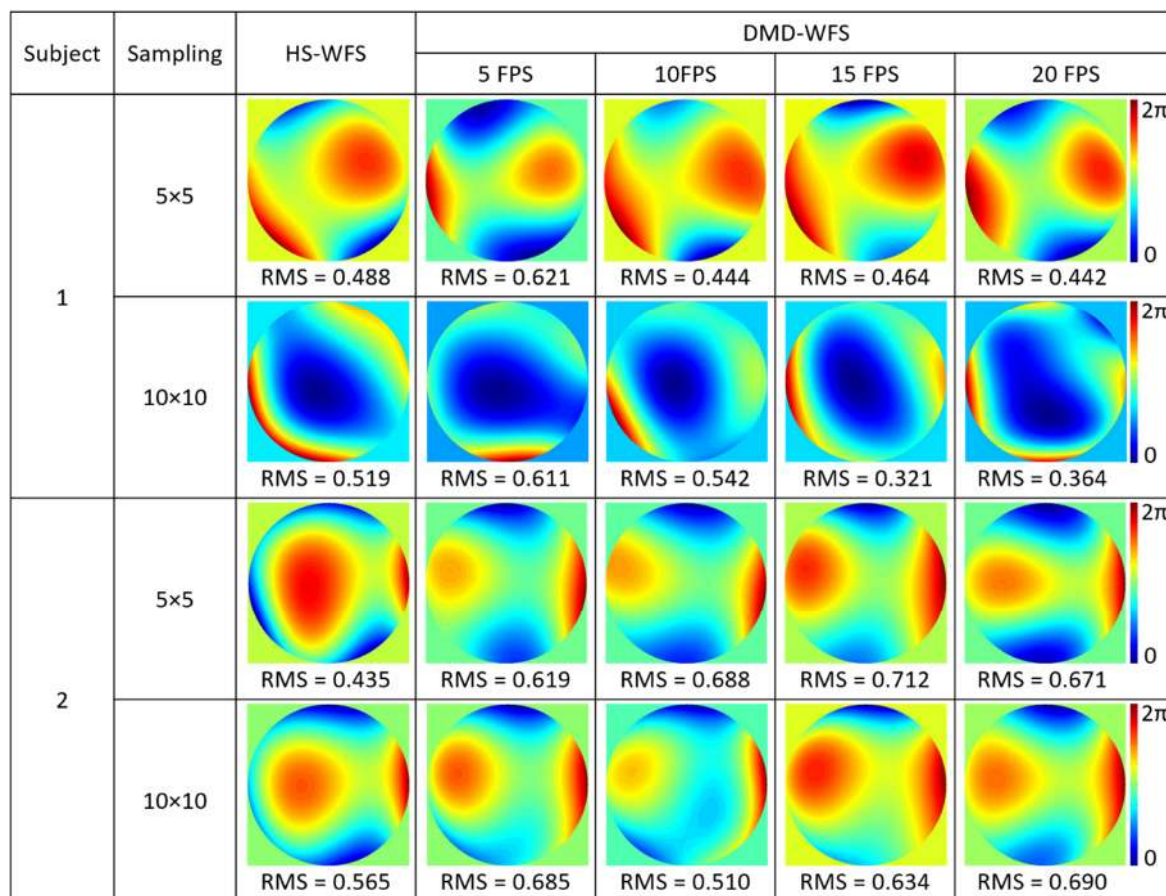 Subject Sampling HS-WFS DMD-WFS
5 FPS 10FPS 15 FPS 20 FPS
1
5×5
2π
0
RMS = 0.488 RMS = 0.621 RMS = 0.444 RMS = 0.464 RMS = 0.442
10×10
2π
0
RMS = 0.519 RMS = 0.611 RMS = 0.542 RMS = 0.321 RMS = 0.364
2
5×5
2π
0
RMS = 0.435 RMS = 0.619 RMS = 0.688 RMS = 0.712 RMS = 0.671
10×10
2π
0
RMS = 0.565 RMS = 0.685 RMS = 0.510 RMS = 0.634 RMS = 0.690